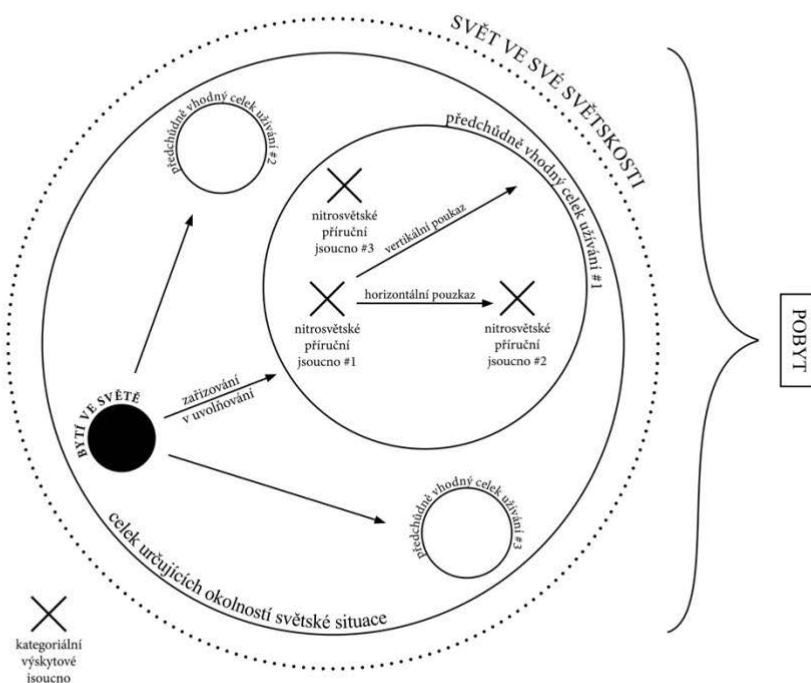 SVĚT VE SVÉ SVĚTSKOSTI
předchůdně vhodný celek užívání #2
předchůdně vhodný celek užívání #1
nitrosvětské
příruční
jsoucno #3
vertikální poukaz
horizontální pouzkaz
nitrosvětské
příruční
jsoucno #1
nitrosvětské
příruční
jsoucno #2
POBYT
zařizování
v uvolňování
BYTÍ VE SVĚTĚ
předchůdně vhodný celek užívání #3
celek určujících okolností světské situace
kategoriální
výskytové
jsoucno